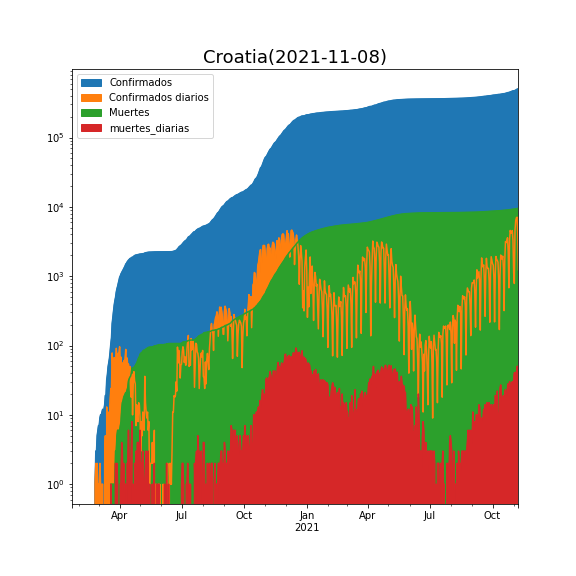 Croatia(2021-11-08)
Confirmados
Confirmados diarios
Muertes
muertes_diarias
10^5
10^4
10^3
10^2
10^1
10^0
Apr Jul Oct Jan Apr Jul Oct
2021